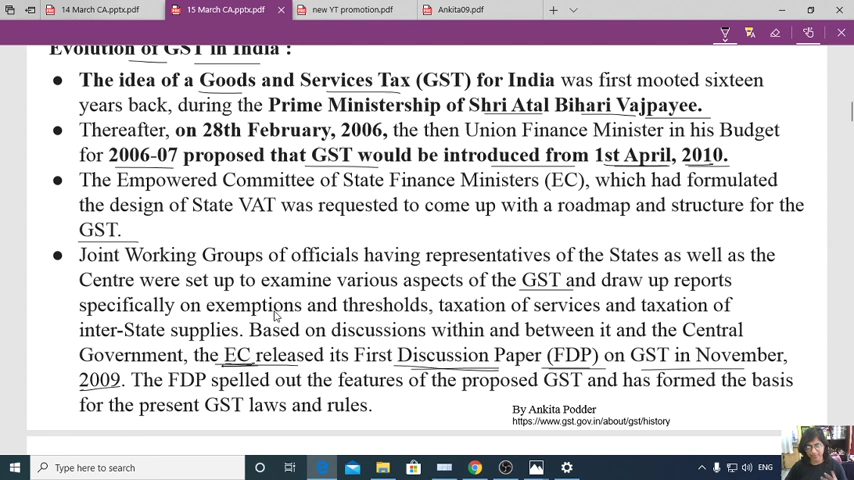 14 March CA.pptx.pdf
15 March CA.pptx.pdf
new YT promotion.pdf
Ankita09.pdf
Evolution of GST in India :
● The idea of a Goods and Services Tax (GST) for India was first mooted sixteen
years back, during the Prime Ministership of Shri Atal Bihari Vajpayee.
● Thereafter, on 28th February, 2006, the then Union Finance Minister in his Budget
for 2006-07 proposed that GST would be introduced from 1st April, 2010.
● The Empowered Committee of State Finance Ministers (EC), which had formulated
the design of State VAT was requested to come up with a roadmap and structure for the
GST.
● Joint Working Groups of officials having representatives of the States as well as the
Centre were set up to examine various aspects of the GST and draw up reports
specifically on exemptions and thresholds, taxation of services and taxation of
inter-State supplies. Based on discussions within and between it and the Central
Government, the EC released its First Discussion Paper (FDP) on GST in November,
2009. The FDP spelled out the features of the proposed GST and has formed the basis
for the present GST laws and rules.
By Ankita Podder
https://www.gst.gov.in/about/gst/history
Type here to search
ENG